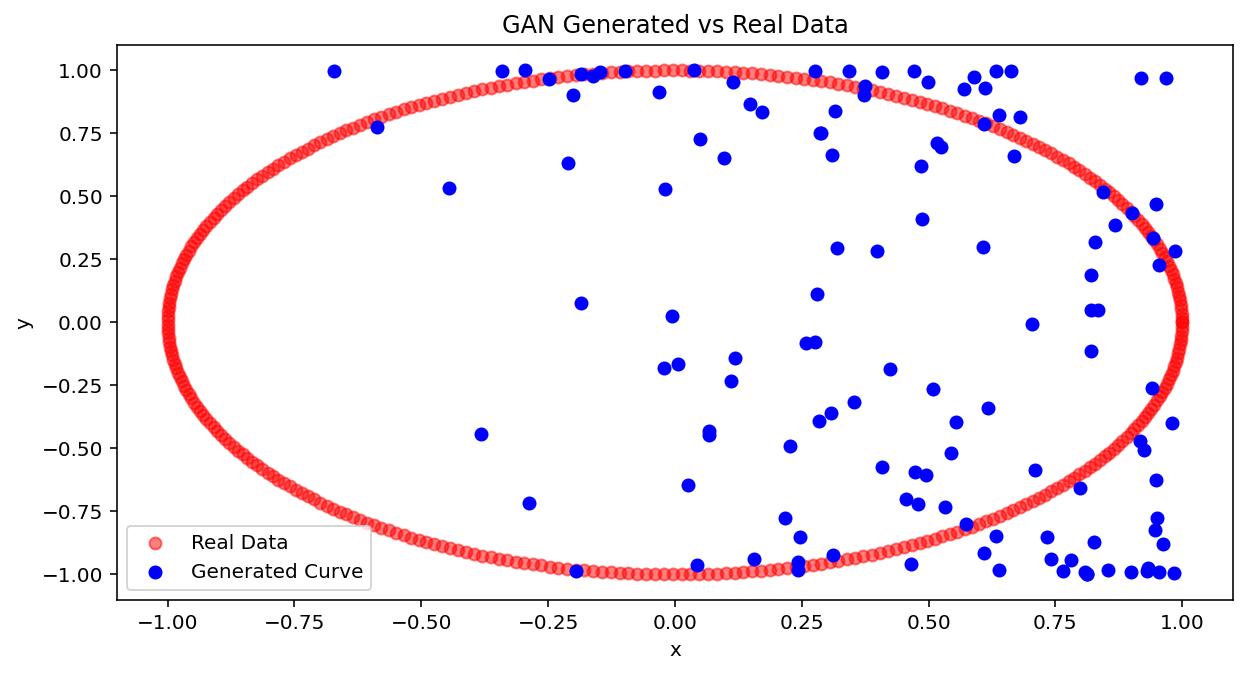 GAN Generated vs Real Data
1.00
0.75
0.50
0.25
0.00
−0.25
−0.50
−0.75
−1.00
y
Real Data
Generated Curve
−1.00 −0.75 −0.50 −0.25 0.00 0.25 0.50 0.75 1.00
x